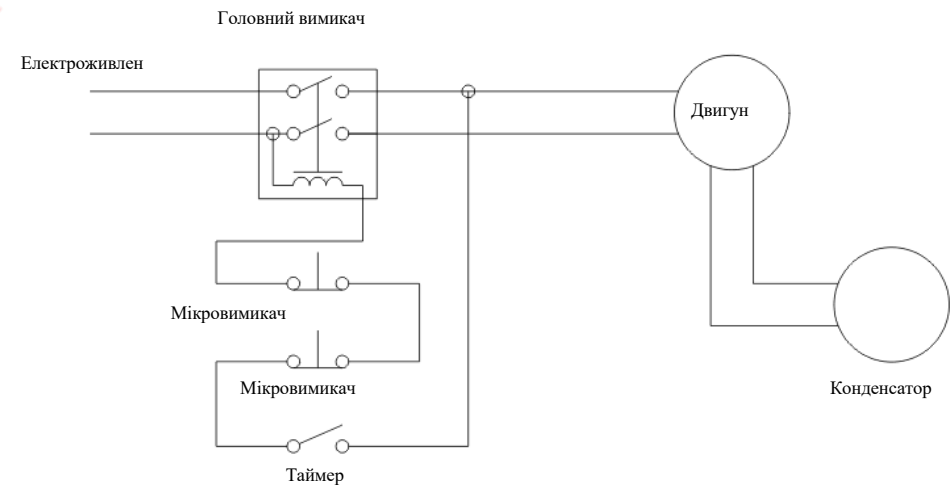 Головний вимикач
Електроживлен
Двигун
Мікровимикач
Мікровимикач
Конденсатор
Таймер